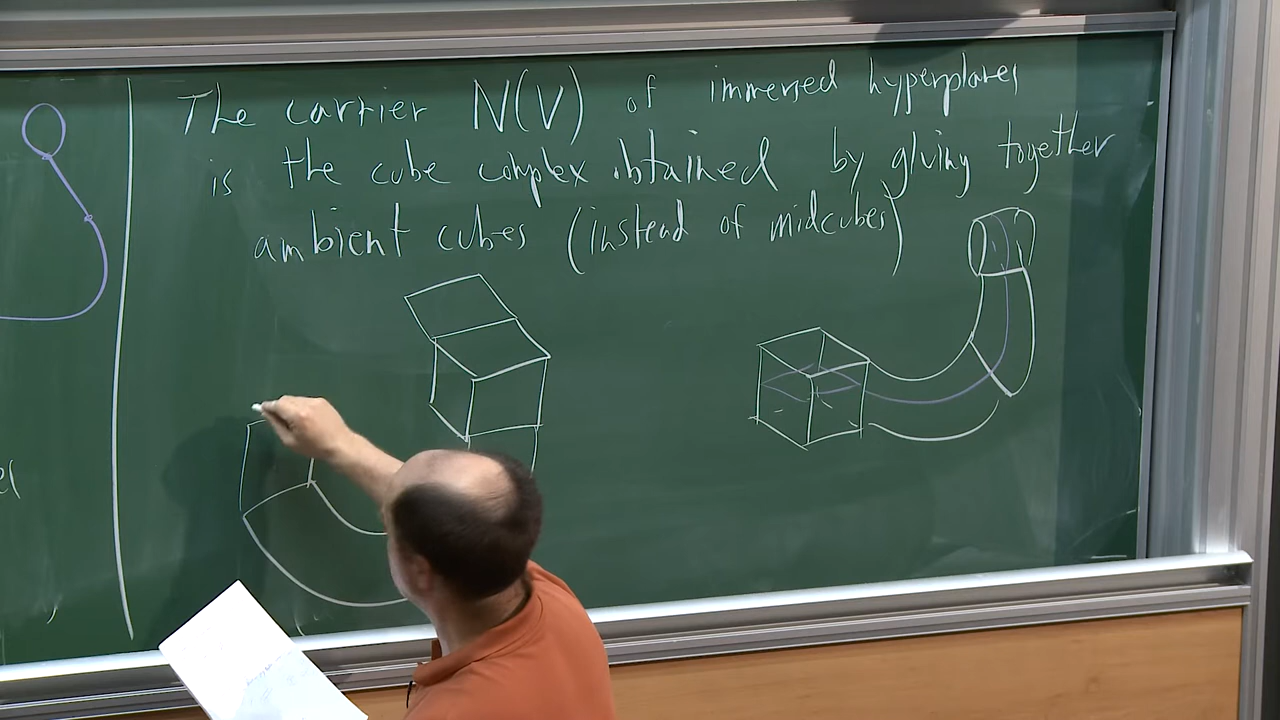 The carrier N(V) of immersed hyperplanes
is the cube complex obtained by gluing together
ambient cubes (instead of midcubes)